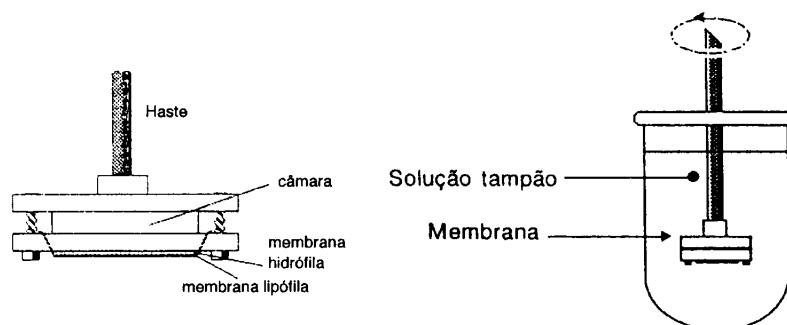 Haste
câmara
membrana
hidrófila
membrana lipófila
Solução tampão
Membrana